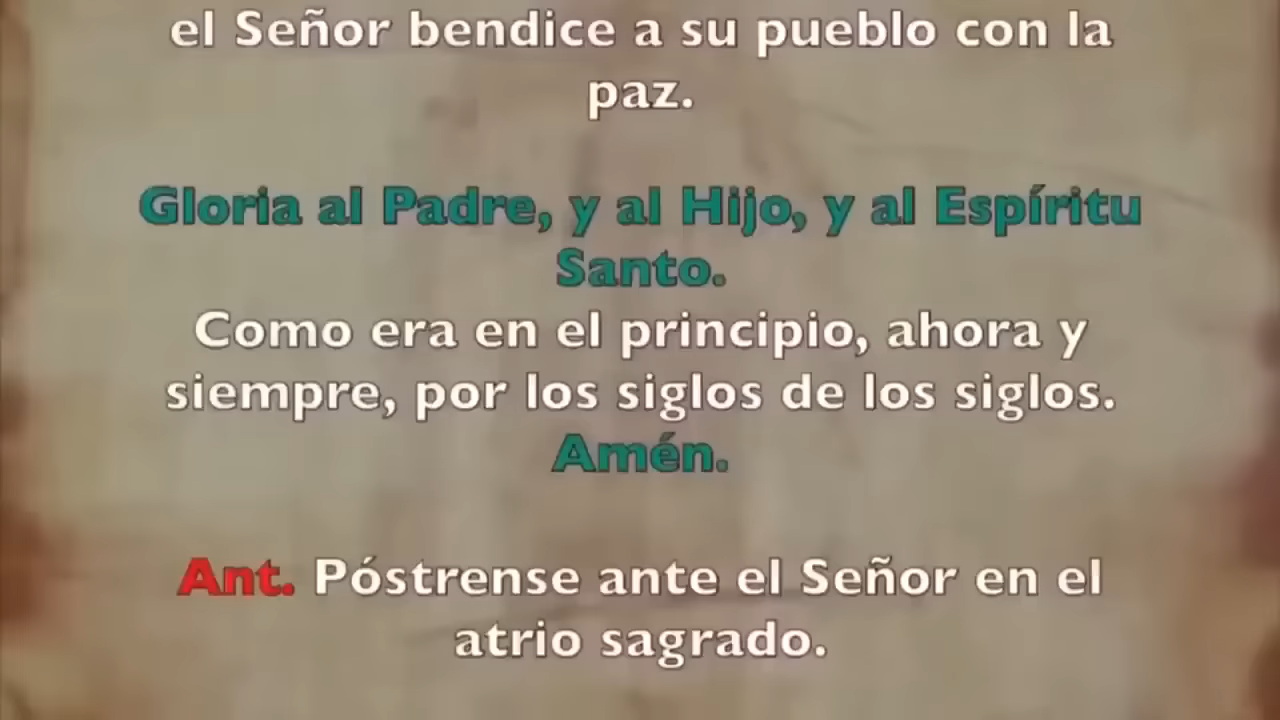 el Señor bendice a su pueblo con la
paz.
Gloria al Padre, y al Hijo, y al Espíritu
Santo.
Como era en el principio, ahora y
siempre, por los siglos de los siglos.
Amén.
Ant. Póstrense ante el Señor en el
atrio sagrado.